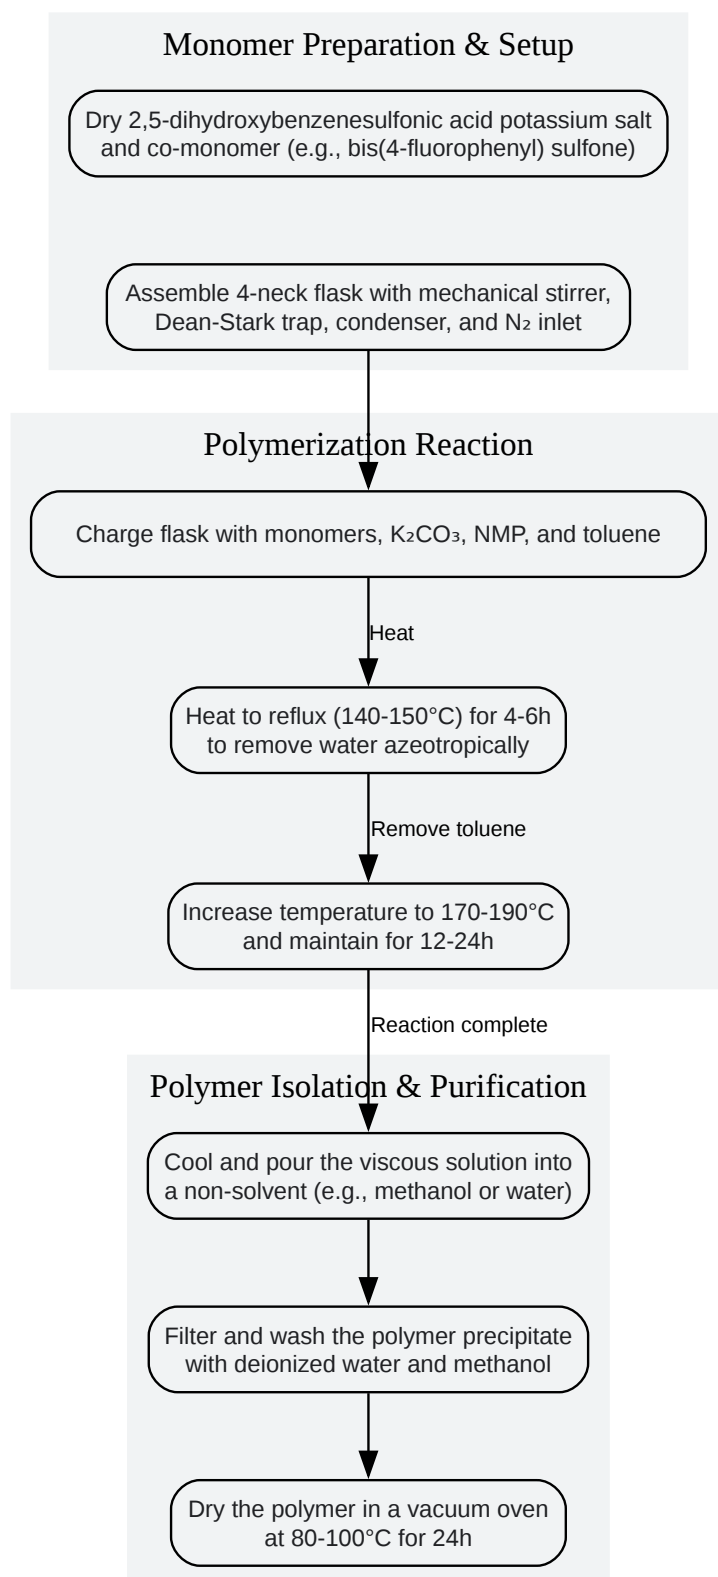 Monomer Preparation & Setup
Dry 2,5-dihydroxybenzenesulfonic acid potassium salt
and co-monomer (e.g., bis(4-fluorophenyl) sulfone)
Assemble 4-neck flask with mechanical stirrer,
Dean-Stark trap, condenser, and N₂ inlet
Polymerization Reaction
Charge flask with monomers, K₂CO₃, NMP, and toluene
Heat
Heat to reflux (140-150°C) for 4-6h
to remove water azeotropically
Remove toluene
Increase temperature to 170-190°C
and maintain for 12-24h
Reaction complete
Polymer Isolation & Purification
Cool and pour the viscous solution into
a non-solvent (e.g., methanol or water)
Filter and wash the polymer precipitate
with deionized water and methanol
Dry the polymer in a vacuum oven
at 80-100°C for 24h